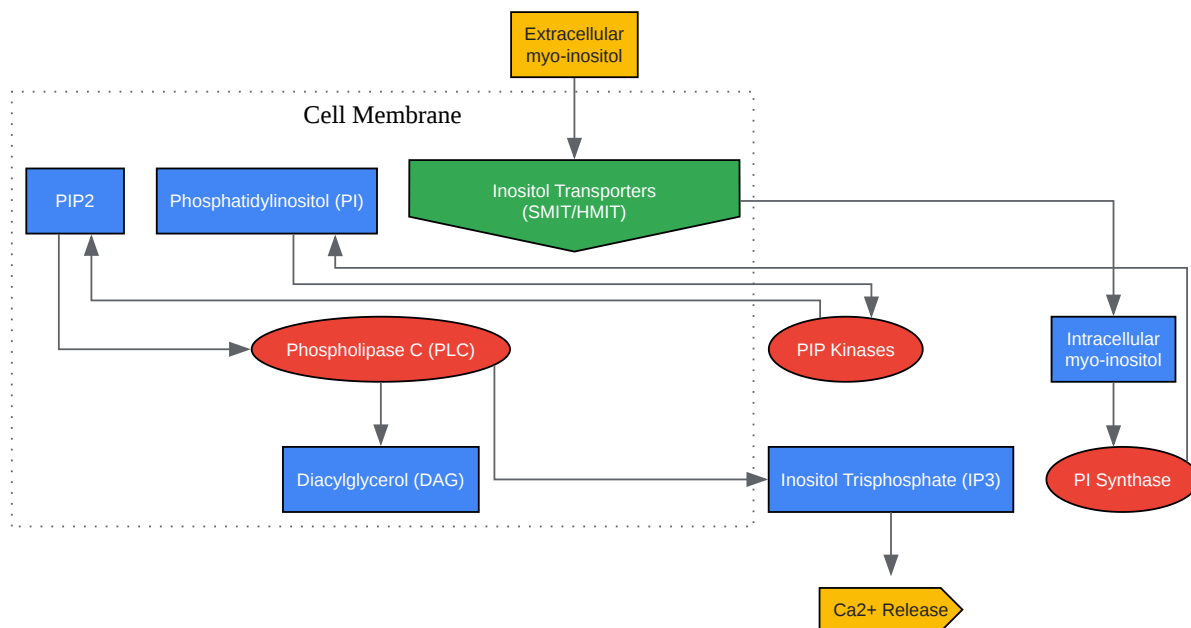 Extracellular
myo-inositol
Cell Membrane
PIP2
Phosphatidylinositol (PI)
Inositol Transporters
(SMIT/HMIT)
Phospholipase C (PLC)
PIP Kinases
Intracellular
myo-inositol
Diacylglycerol (DAG)
Inositol Trisphosphate (IP3)
PI Synthase
Ca2+ Release